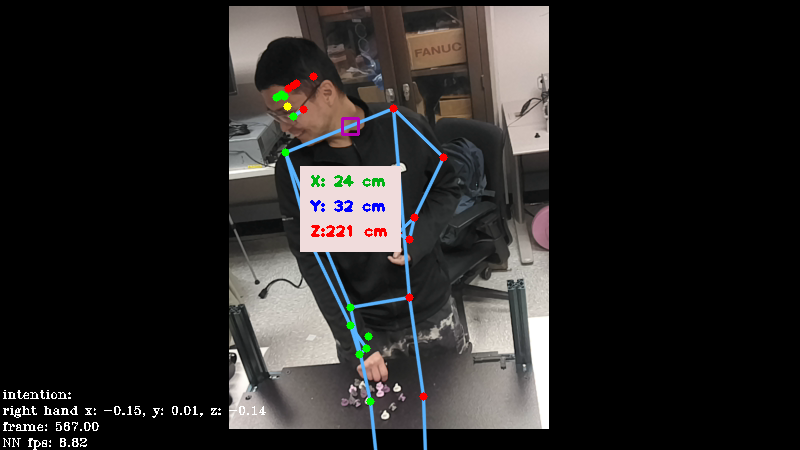 FANUC
X: 24 cm
Y: 32 cm
Z:221 cm
intention:
right hand x: -0.15, y: 0.01, z: -0.14
frame: 567.00
NN fps: 8.82